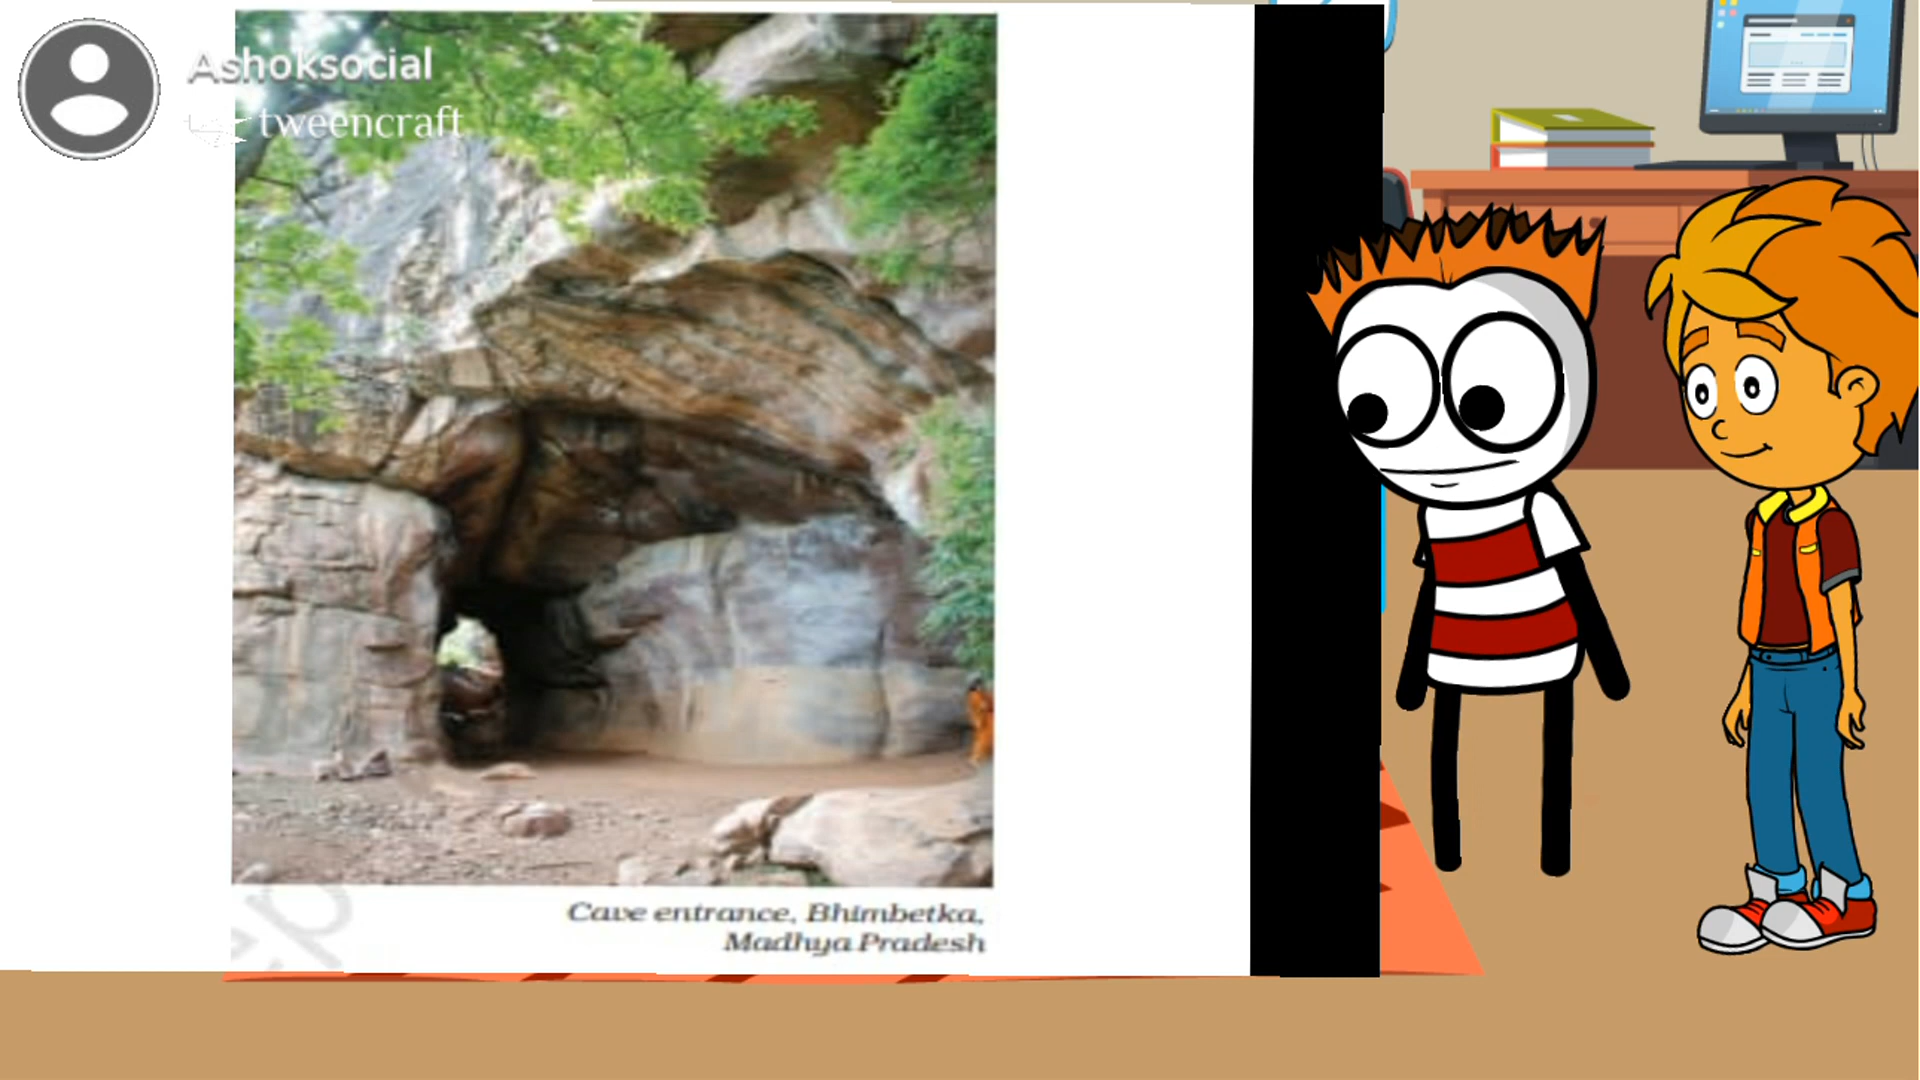 Ashoksocial
tweencraft
Cave entrance, Bhimbetka,
Madhya Pradesh